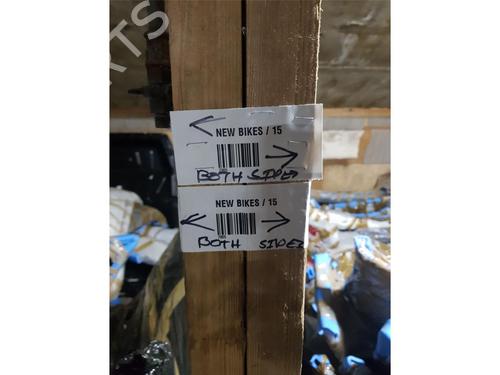 NEW BIKES / 15
BOTH SIDES
NEW BIKES / 15
BOTH SIDES